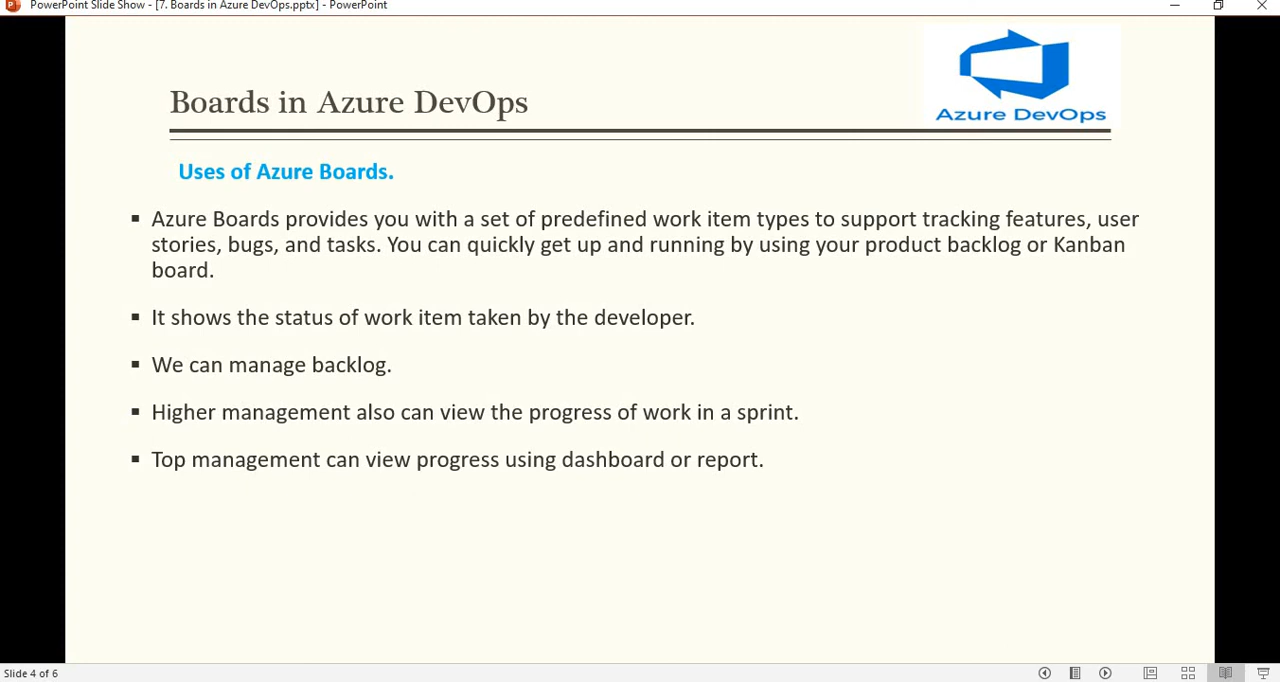 PowerPoint Slide Show - [7. Boards in Azure DevOps.pptx] - PowerPoint
Azure DevOps
Boards in Azure DevOps
Uses of Azure Boards.
▪ Azure Boards provides you with a set of predefined work item types to support tracking features, user
stories, bugs, and tasks. You can quickly get up and running by using your product backlog or Kanban
board.
▪ It shows the status of work item taken by the developer.
▪ We can manage backlog.
▪ Higher management also can view the progress of work in a sprint.
▪ Top management can view progress using dashboard or report.
Slide 4 of 6